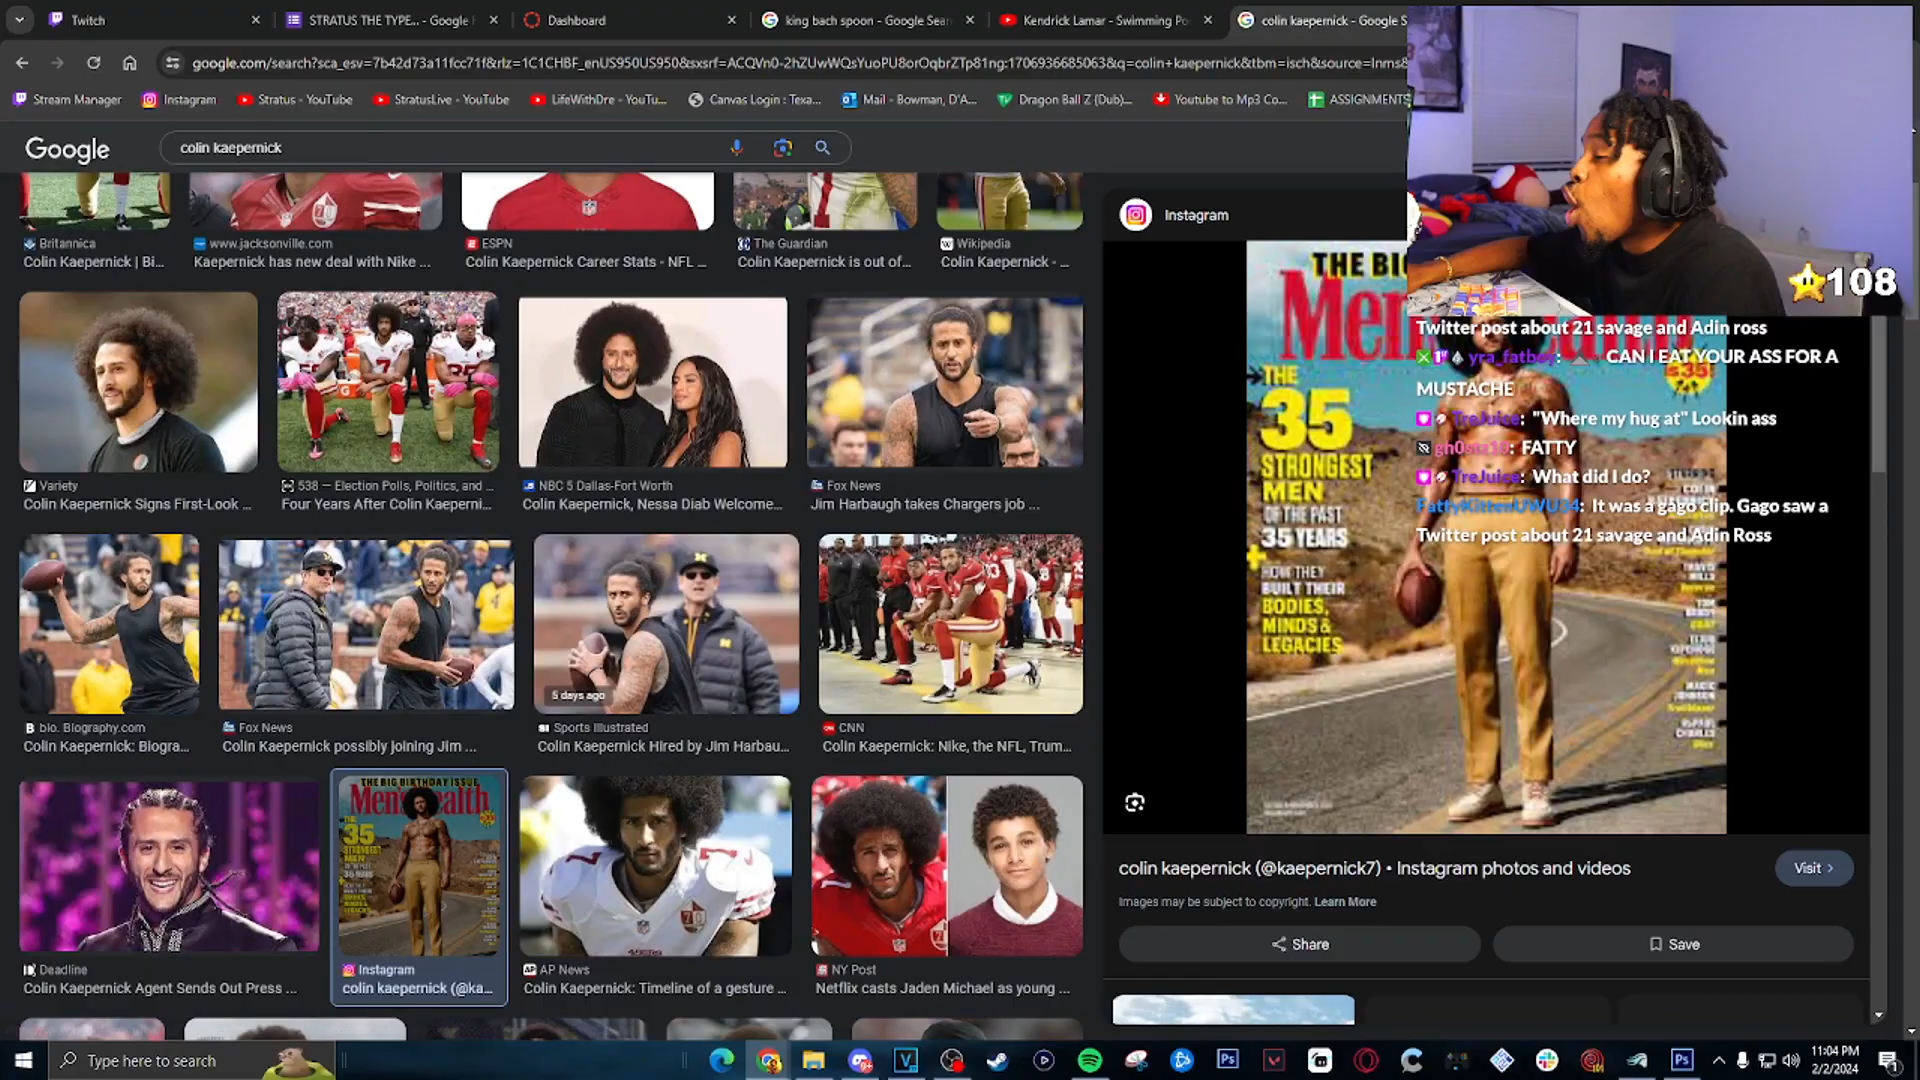 Twitch
STRATUS THE TYPE... - Google
Dashboard
king bach spoon - Google Sear
Kendrick Lamar - Swimming Po
colin kaepernick - Google S
google.com/search?sca_esv=7b42d73a11fcc71f&rlz=1C1CHBF_enUS950US950&sxsrf=ACQVn0-2hZUwWQsYuoPU8orOqbrZTp81ng:1706936685063&q=colin+kaepernick&tbm=isch&source=lnms&
Stream Manager
Instagram
Stratus - YouTube
StratusLive - YouTube
LifeWithDre - YouTu...
Canvas Login : Texa...
Mail - Bowman, D'A...
Dragon Ball Z (Dub)...
Youtube to Mp3 Co...
ASSIGNMENTS
Google
colin kaepernick
Britannica
Colin Kaepernick | Bi...
www.jacksonville.com
Kaepernick has new deal with Nike ...
ESPN
Colin Kaepernick Career Stats - NFL ...
The Guardian
Colin Kaepernick is out of...
Wikipedia
Colin Kaepernick - ...
Variety
Colin Kaepernick Signs First-Look ...
538 — Election Polls, Politics, and ...
Four Years After Colin Kaeperni...
NBC 5 Dallas-Fort Worth
Colin Kaepernick, Nessa Diab Welcome...
Fox News
Jim Harbaugh takes Chargers job ...
bio. Biography.com
Colin Kaepernick: Biogra...
Fox News
Colin Kaepernick possibly joining Jim ...
5 days ago
Sports Illustrated
Colin Kaepernick Hired by Jim Harbau...
CNN
Colin Kaepernick: Nike, the NFL, Trum...
Deadline
Colin Kaepernick Agent Sends Out Press ...
THE BIG BIRTHDAY ISSUE
Men's Health
Instagram
colin kaepernick (@ka...
AP News
Colin Kaepernick: Timeline of a gesture ...
NY Post
Netflix casts Jaden Michael as young ...
Instagram
THE BIG
Men
THE
35
STRONGEST
MEN
OF THE PAST
35 YEARS
HOW THEY
BUILT THEIR
BODIES,
MINDS &
LEGACIES
108
Twitter post about 21 savage and Adin ross
yra_fatboy: CAN I EAT YOUR ASS FOR A
MUSTACHE
TreJuice: "Where my hug at" Lookin ass
FATTY
TreJuice: What did I do?
FattyKittenUWU34: It was a gago clip. Gago saw a
Twitter post about 21 savage and Adin Ross
colin kaepernick (@kaepernick7) • Instagram photos and videos
Visit
Images may be subject to copyright. Learn More
Share
Save
Type here to search
11:04 PM
2/2/2024